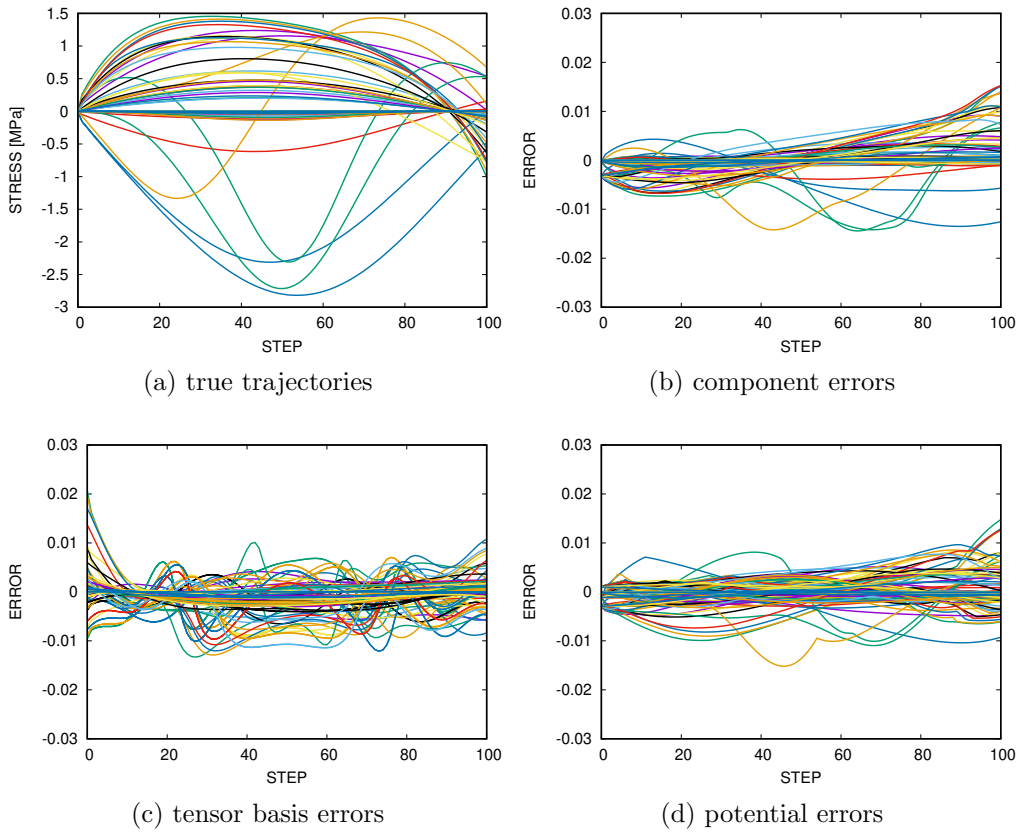 1.5
1
0.5
0
-0.5
-1
-1.5
-2
-2.5
-3
STRESS [MPa]
0 20 40 60 80 100
STEP
(a) true trajectories
0.03
0.02
0.01
0
-0.01
-0.02
-0.03
ERROR
0 20 40 60 80 100
STEP
(b) component errors
0.03
0.02
0.01
0
-0.01
-0.02
-0.03
ERROR
0 20 40 60 80 100
STEP
(c) tensor basis errors
0.03
0.02
0.01
0
-0.01
-0.02
-0.03
ERROR
0 20 40 60 80 100
STEP
(d) potential errors